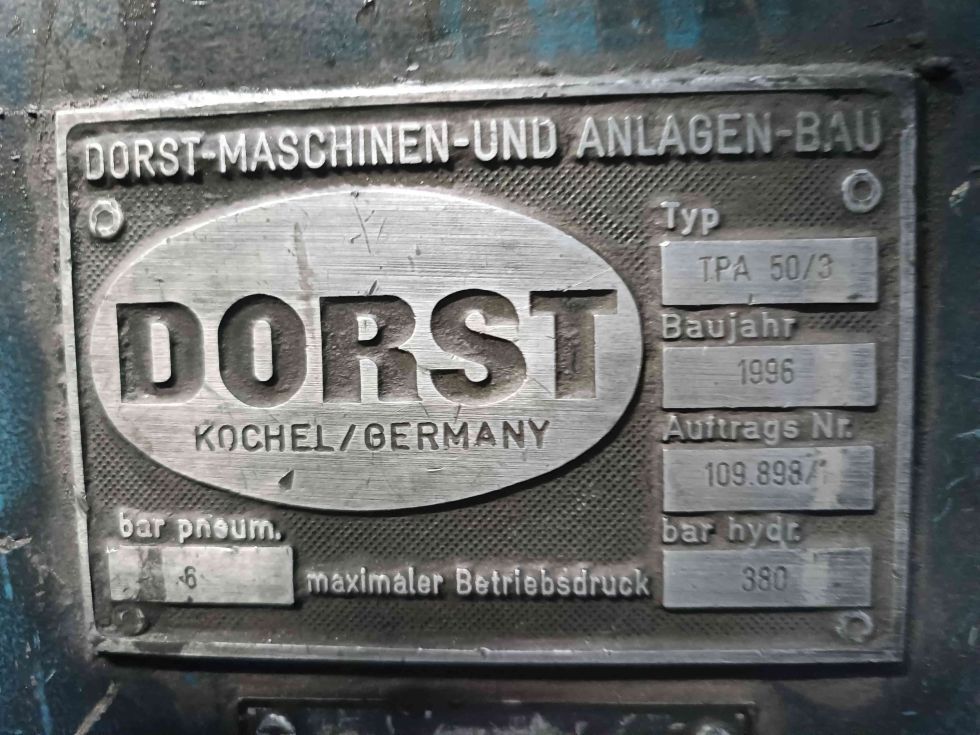 DORST-MASCHINEN-UND ANLAGEN-BAU
DORST
KOCHEL/GERMANY
Typ
TPA 50/3
Baujahr
1996
Auftrags Nr.
109.898/1
bar pneum.
6
maximaler Betriebsdruck
bar hydr.
380